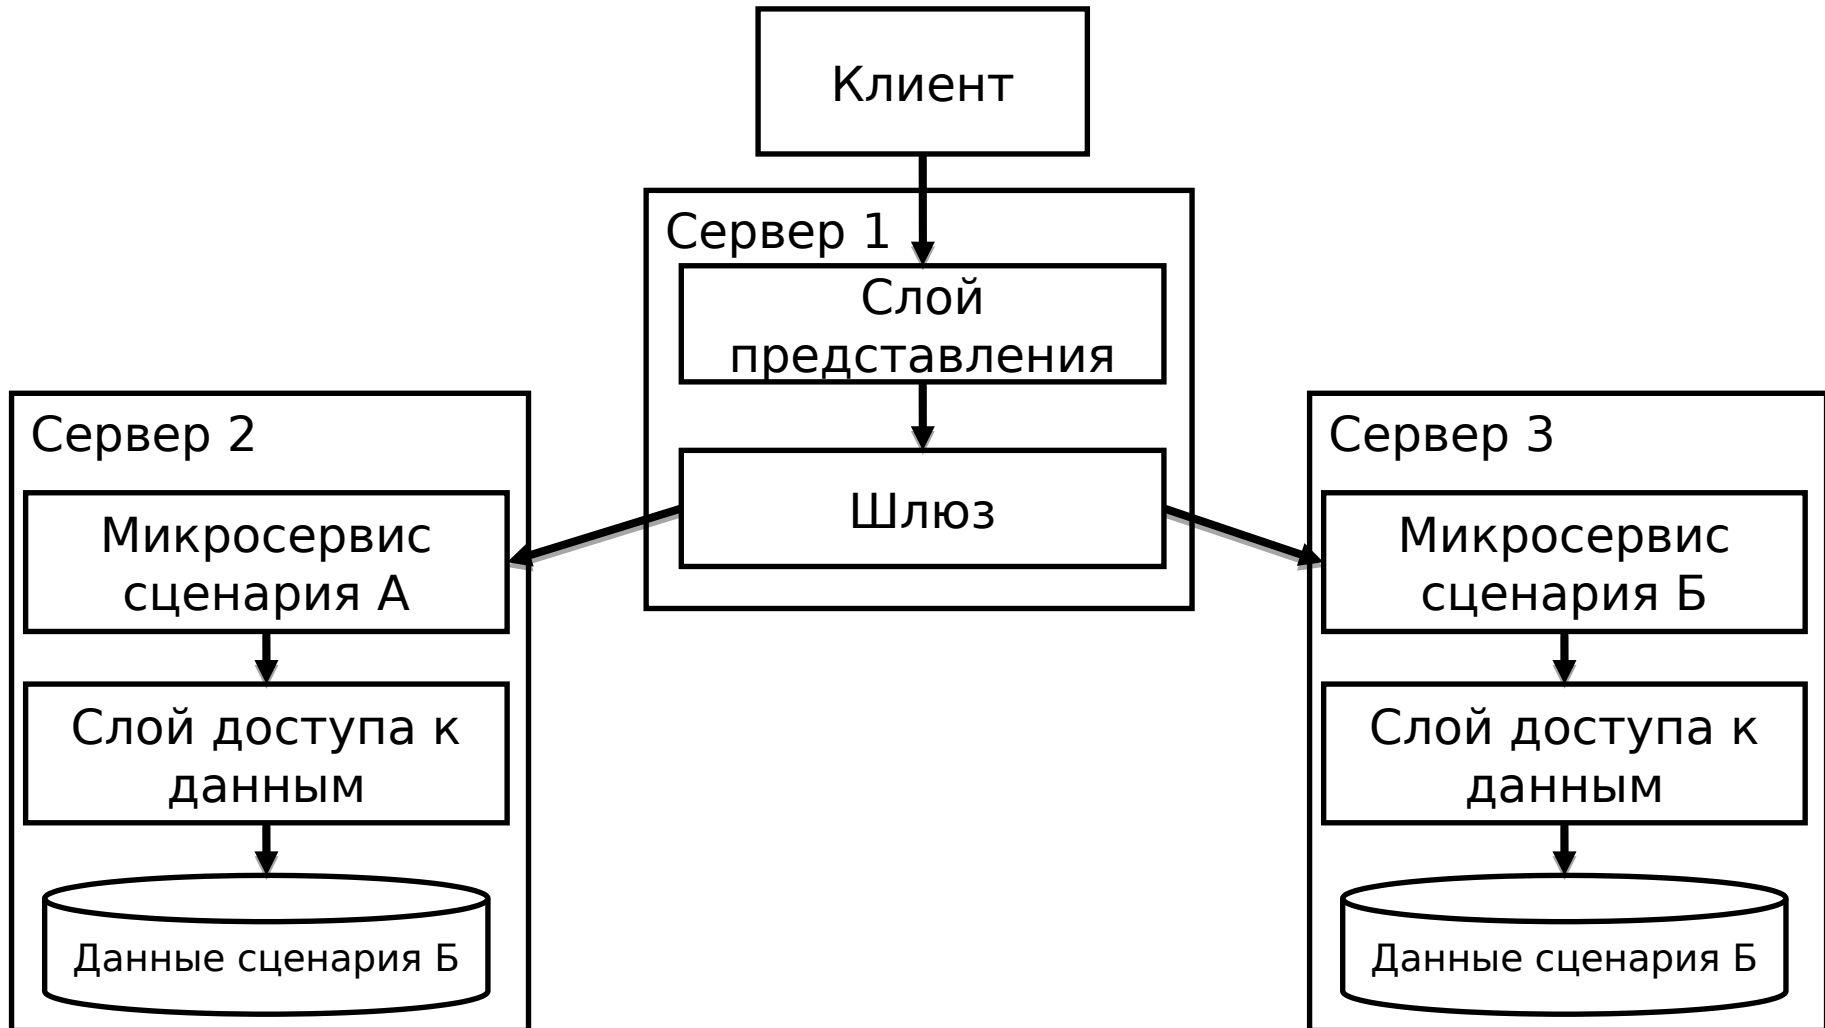 Клиент
Сервер 1
Слой
представления
Шлюз
Сервер 2
Микросервис
сценария А
Слой доступа к
данным
Данные сценария Б
Сервер 3
Микросервис
сценария Б
Слой доступа к
данным
Данные сценария Б